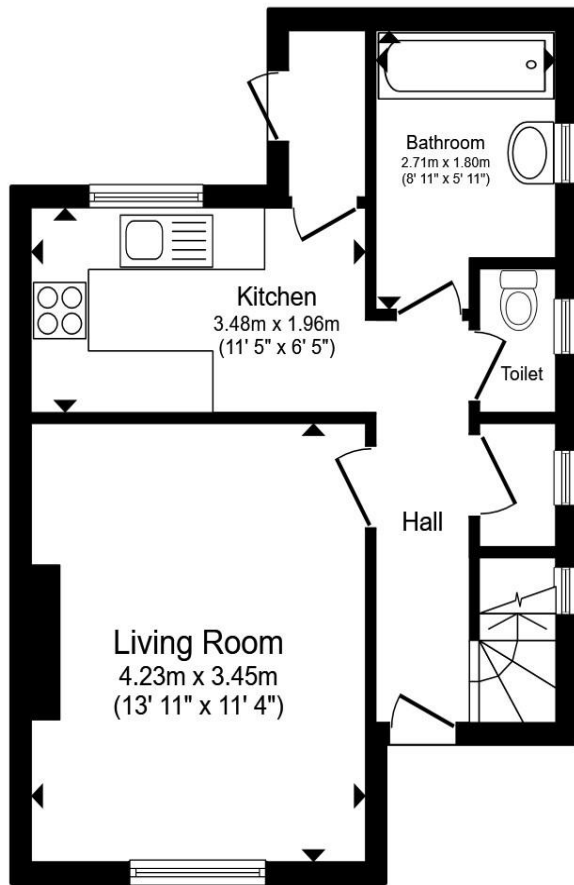 Bathroom
2.71m x 1.80m
(8' 11" x 5' 11")
Kitchen
3.48m x 1.96m
(11' 5" x 6' 5")
Toilet
Hall
Living Room
4.23m x 3.45m
(13' 11" x 11' 4")